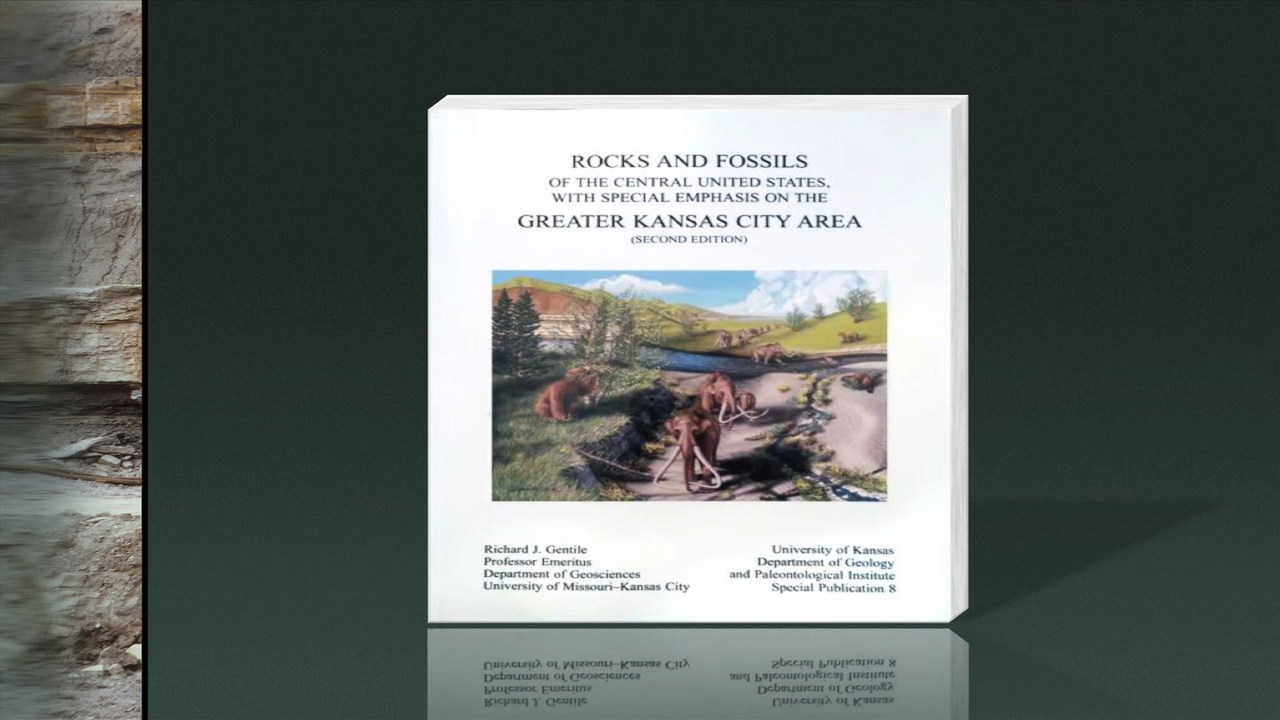 ROCKS AND FOSSILS
OF THE CENTRAL UNITED STATES,
WITH SPECIAL EMPHASIS ON THE
GREATER KANSAS CITY AREA
(SECOND EDITION)
Richard J. Gentile
Professor Emeritus
Department of Geosciences
University of Missouri–Kansas City
University of Kansas
Department of Geology
and Paleontological Institute
Special Publication 8